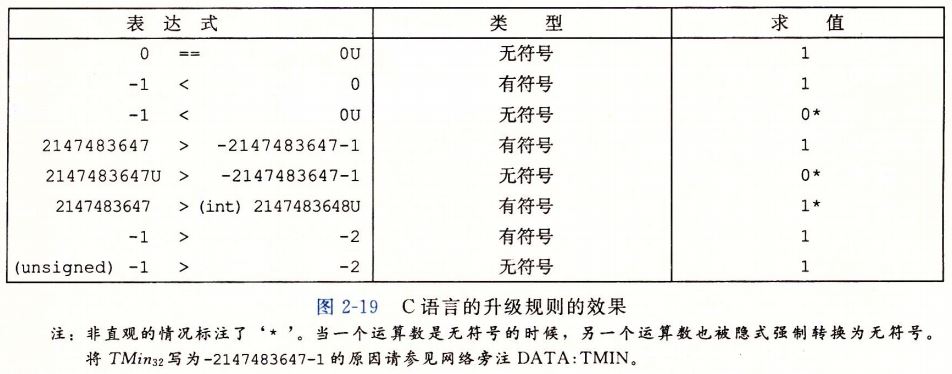 表 达 式 类 型 求 值
0 == 0U 无符号 1
-1 < 0 有符号 1
-1 < 0U 无符号 0*
2147483647 > -2147483647-1 有符号 1
2147483647U > -2147483647-1 无符号 0*
2147483647 > (int) 2147483648U 有符号 1*
-1 > -2 有符号 1
(unsigned) -1 > -2 无符号 1
图 2-19 C 语言的升级规则的效果
注：非直观的情况标注了‘*’。当一个运算数是无符号的时候，另一个运算数也被隐式强制转换为无符号。
将 TMin₃₂写为-2147483647-1 的原因请参见网络旁注 DATA:TMIN。